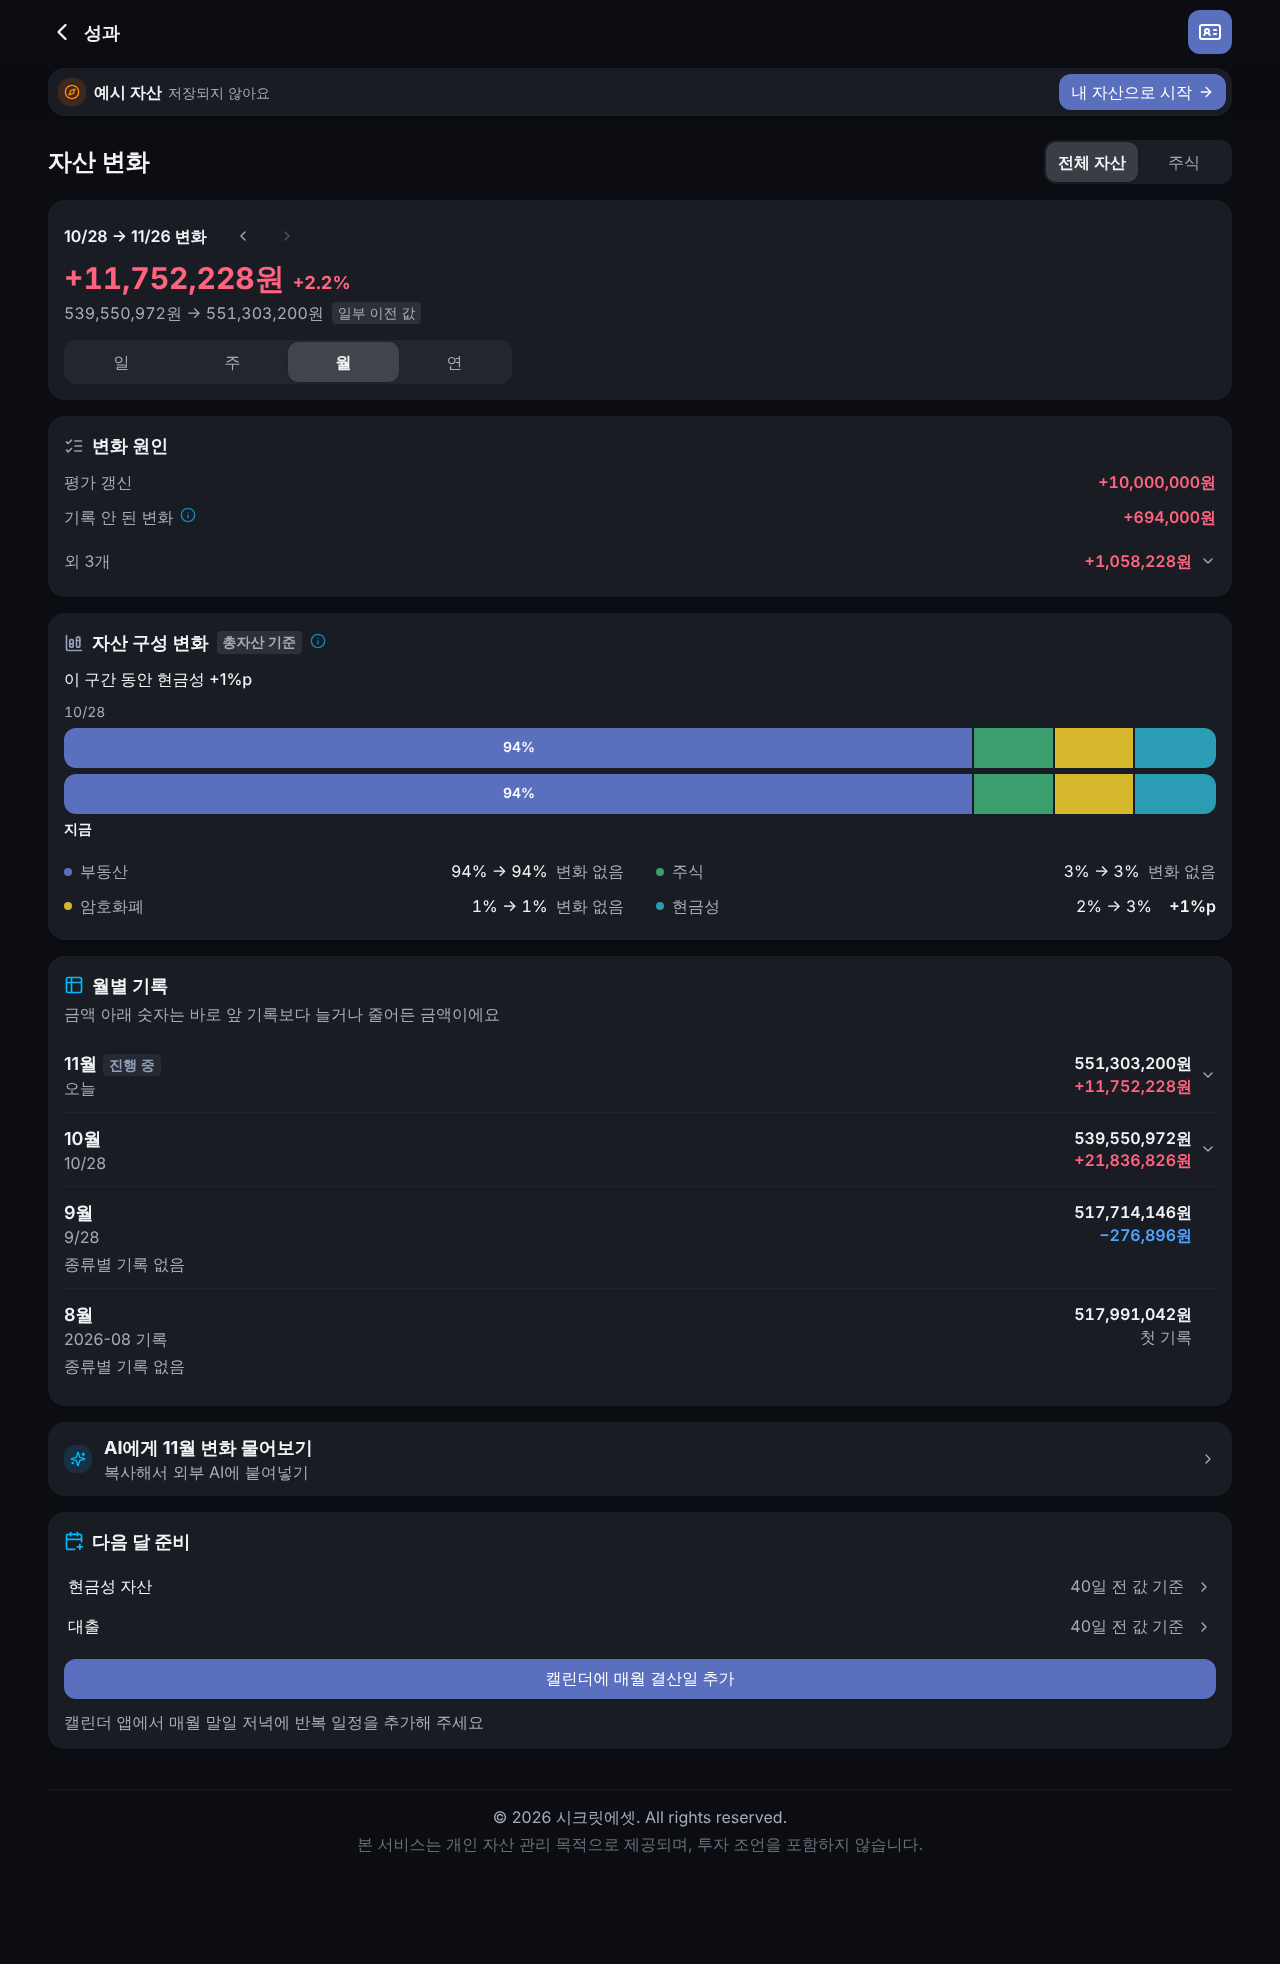 성과
예시 자산 저장되지 않아요
내 자산으로 시작 →
자산 변화
전체 자산 주식
10/28 → 11/26 변화
+11,752,228원 +2.2%
539,550,972원 → 551,303,200원 일부 이전 값
일 주 월 연
변화 원인
평가 갱신 +10,000,000원
기록 안 된 변화 +694,000원
외 3개 +1,058,228원
자산 구성 변화 총자산 기준
이 구간 동안 현금성 +1%p
10/28
94%
94%
지금
부동산 94% → 94% 변화 없음
주식 3% → 3% 변화 없음
암호화폐 1% → 1% 변화 없음
현금성 2% → 3% +1%p
월별 기록
금액 아래 숫자는 바로 앞 기록보다 늘거나 줄어든 금액이에요
11월 진행 중 551,303,200원
오늘 +11,752,228원
10월 539,550,972원
10/28 +21,836,826원
9월 517,714,146원
9/28 −276,896원
종류별 기록 없음
8월 517,991,042원
2026-08 기록 첫 기록
종류별 기록 없음
AI에게 11월 변화 물어보기
복사해서 외부 AI에 붙여넣기
다음 달 준비
현금성 자산 40일 전 값 기준
대출 40일 전 값 기준
캘린더에 매월 결산일 추가
캘린더 앱에서 매월 말일 저녁에 반복 일정을 추가해 주세요
© 2026 시크릿에셋. All rights reserved.
본 서비스는 개인 자산 관리 목적으로 제공되며, 투자 조언을 포함하지 않습니다.